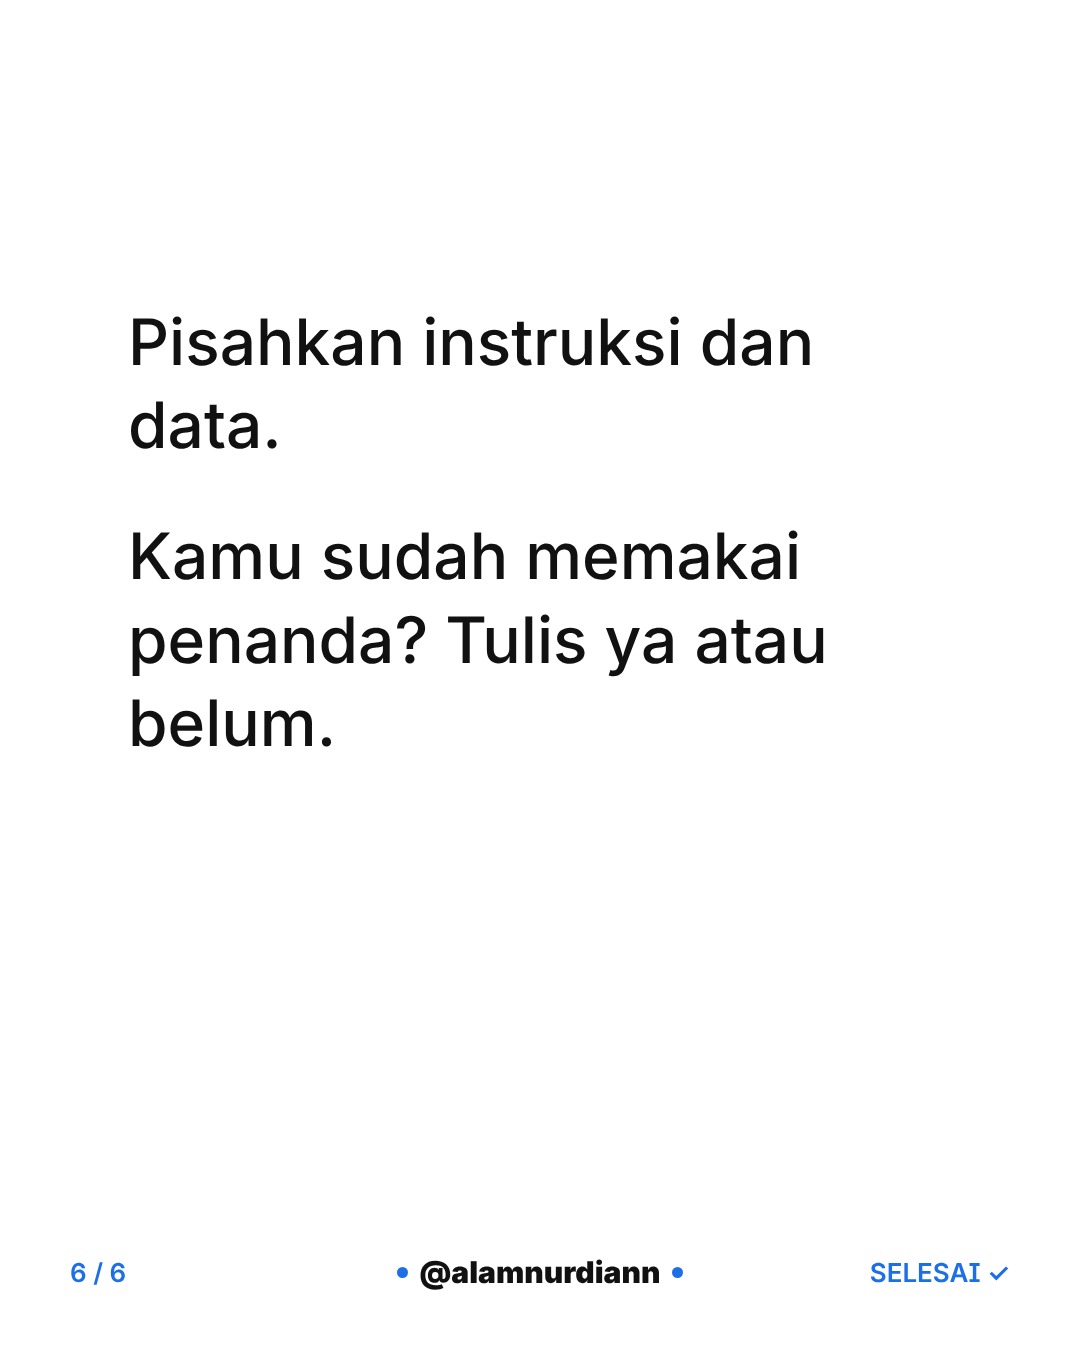 Pisahkan instruksi dan
data.
Kamu sudah memakai
penanda? Tulis ya atau
belum.
6 / 6
• @alamnurdiann •
SELESAI ✓